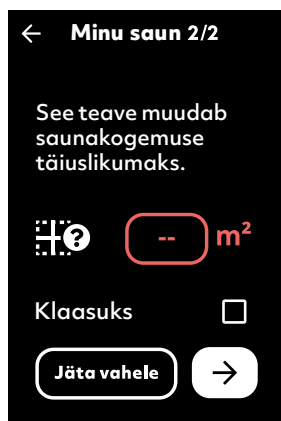 Minu saun 2/2
See teave muudab
saunakogemuse
täiuslikumaks.
-- m²
Klaasuks
Jäta vahele